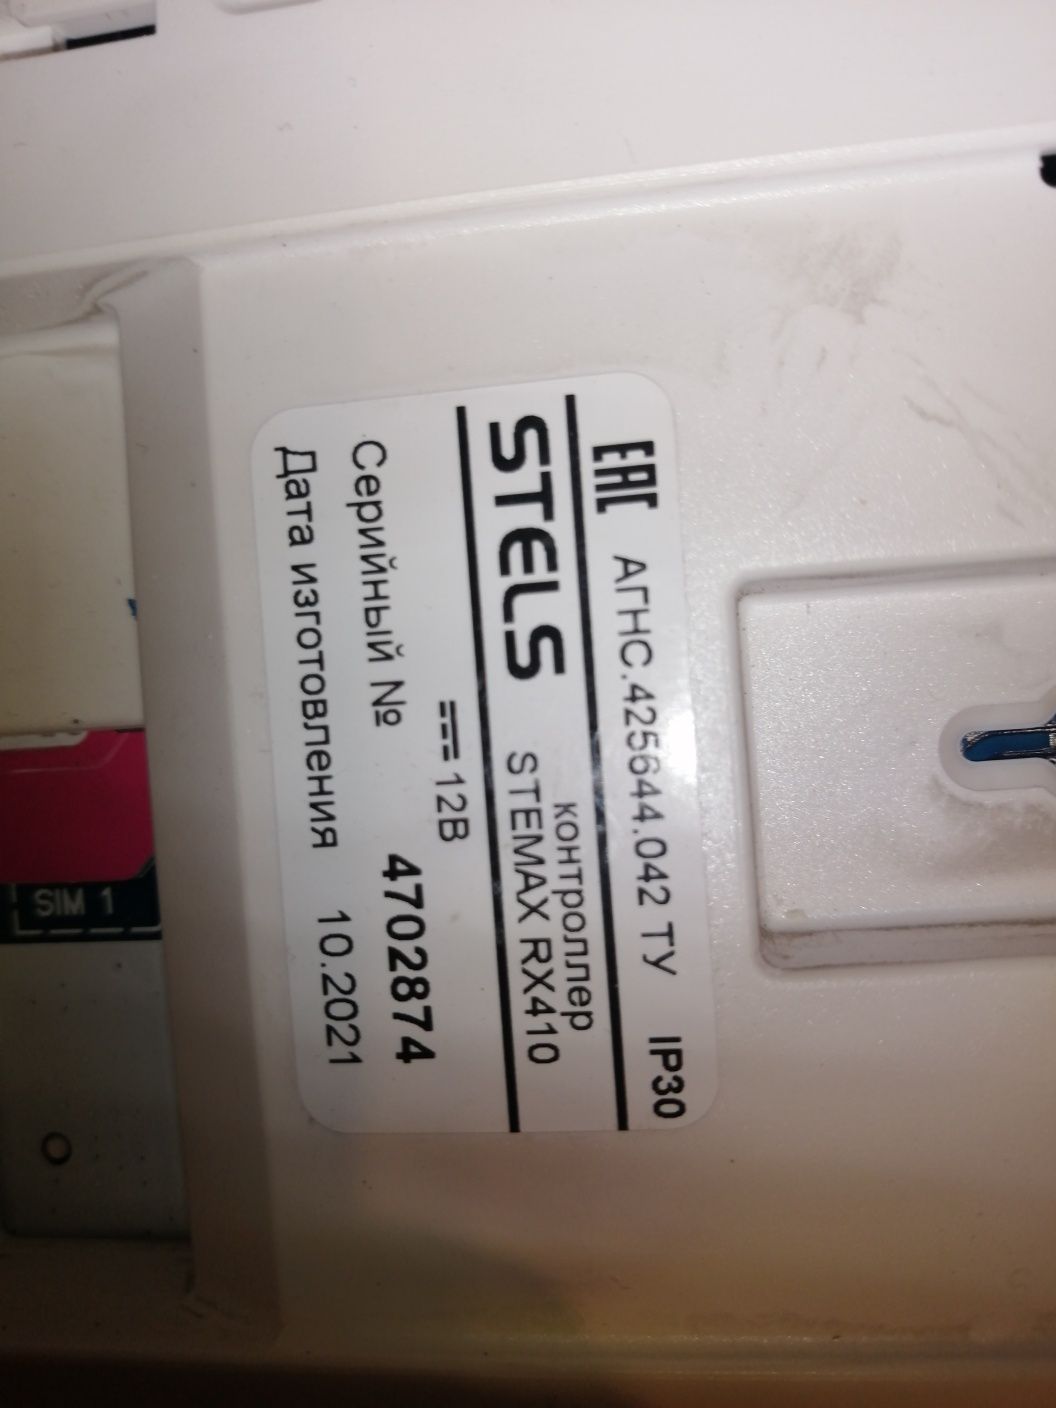 EAC АГНС.425644.042 ТУ IP30
STELS контроллер
STEMAX RX410
12В
Серийный № 4702874
Дата изготовления 10.2021
SIM 1